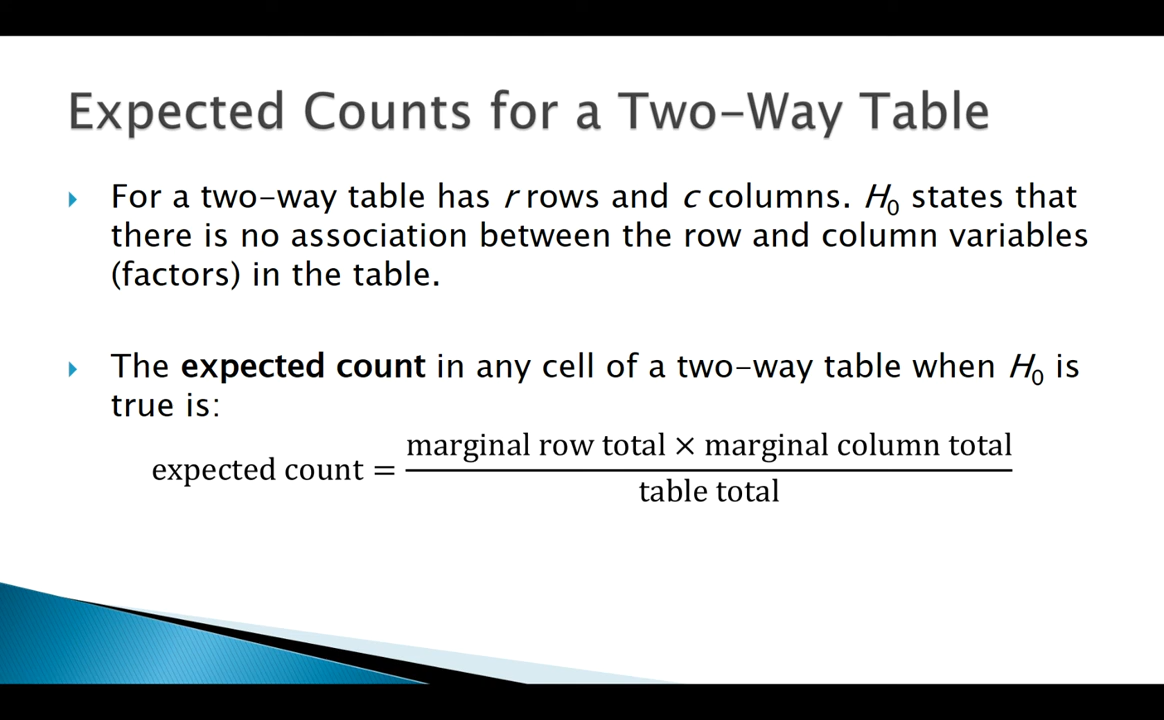 Expected Counts for a Two-Way Table
For a two-way table has r rows and c columns. H₀ states that
there is no association between the row and column variables
(factors) in the table.
The expected count in any cell of a two-way table when H₀ is
true is:
expected count = (marginal row total × marginal column total) / (table total)